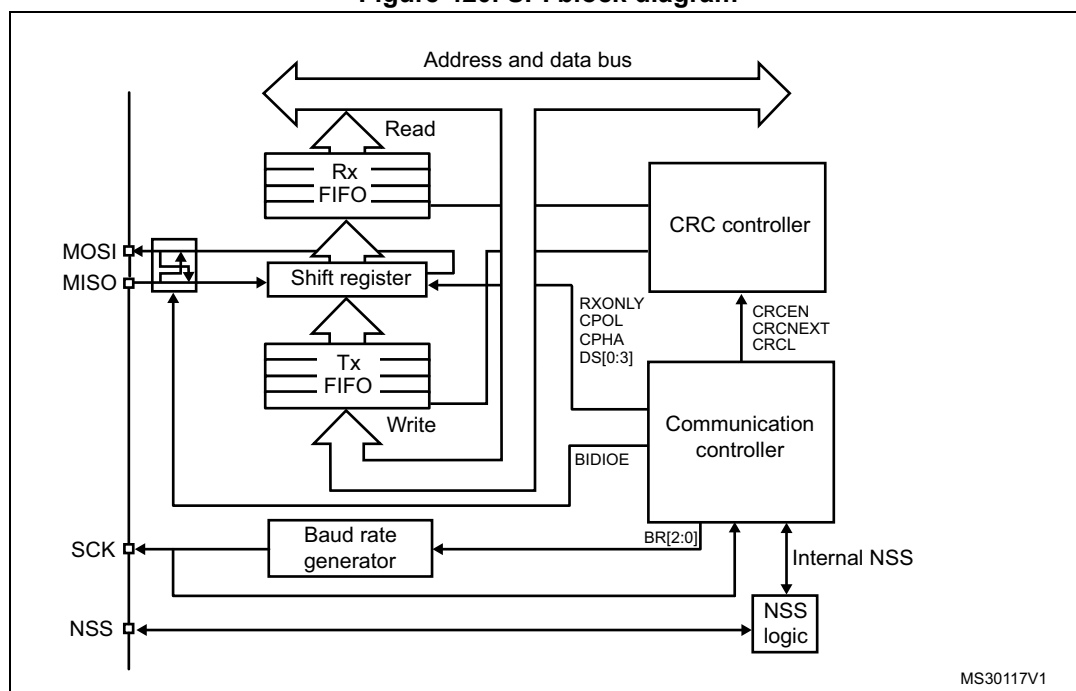 Address and data bus
Read
Rx
FIFO
CRC controller
MOSI
MISO
Shift register
RXONLY
CPOL
CPHA
DS[0:3]
CRCEN
CRCNEXT
CRCL
Tx
FIFO
Write
Communication
controller
BIDIOE
SCK
Baud rate
generator
BR[2:0]
Internal NSS
NSS
NSS
logic
MS30117V1